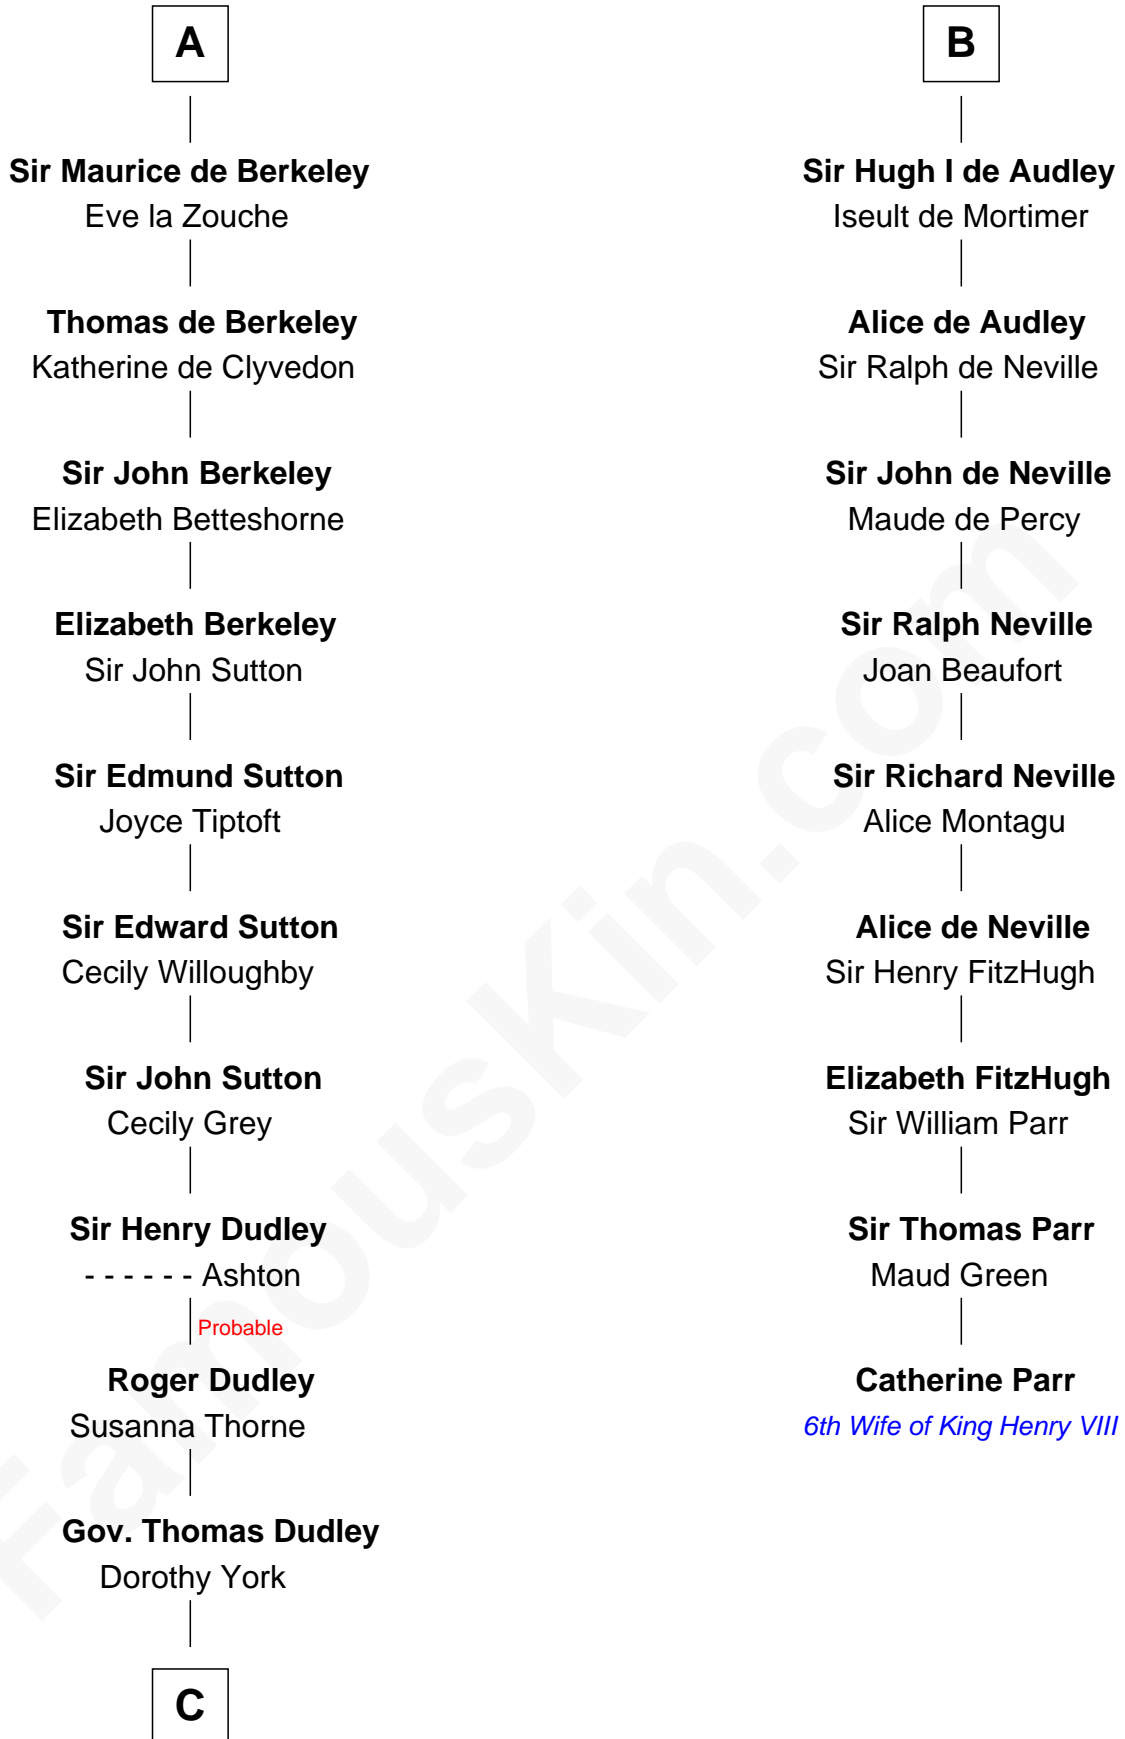 A
Sir Maurice de Berkeley
Eve la Zouche
Thomas de Berkeley
Katherine de Clyvedon
Sir John Berkeley
Elizabeth Betteshorne
Elizabeth Berkeley
Sir John Sutton
Sir Edmund Sutton
Joyce Tiptoft
Sir Edward Sutton
Cecily Willoughby
Sir John Sutton
Cecily Grey
Sir Henry Dudley
- - - - - - Ashton
Probable
Roger Dudley
Susanna Thorne
Gov. Thomas Dudley
Dorothy York
C
B
Sir Hugh I de Audley
Iseult de Mortimer
Alice de Audley
Sir Ralph de Neville
Sir John de Neville
Maude de Percy
Sir Ralph Neville
Joan Beaufort
Sir Richard Neville
Alice Montagu
Alice de Neville
Sir Henry FitzHugh
Elizabeth FitzHugh
Sir William Parr
Sir Thomas Parr
Maud Green
Catherine Parr
6th Wife of King Henry VIII
FamousKin.com